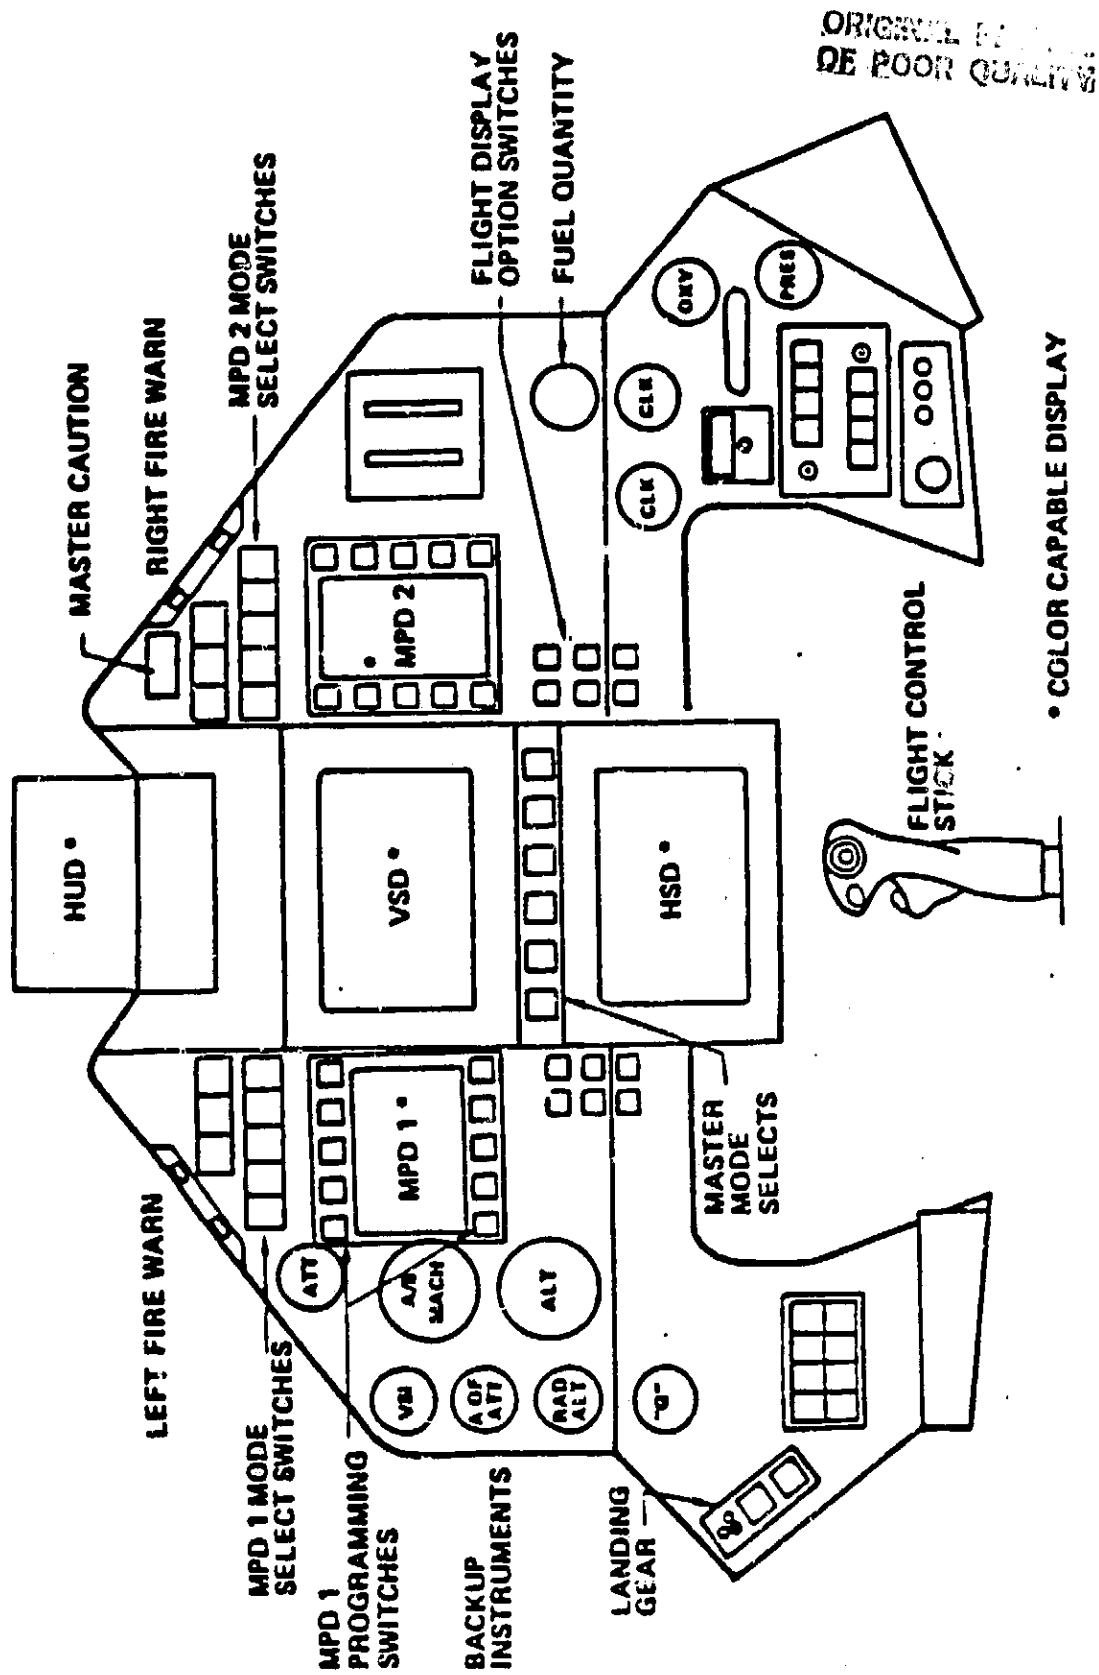 ORIGINAL
OF POOR QUALITY
HUD *
MASTER CAUTION
RIGHT FIRE WARN
MPD 2 MODE
SELECT SWITCHES
LEFT FIRE WARN
MPD 1 MODE
SELECT SWITCHES
MPD 1
PROGRAMMING
SWITCHES
BACKUP
INSTRUMENTS
ATT
MACH
ALT
VSI
A OF
ATT
RAD
ALT
"G"
MPD 1 *
VSD *
*
MPD 2
FLIGHT DISPLAY
OPTION SWITCHES
FUEL QUANTITY
HSD *
MASTER
MODE
SELECTS
LANDING
GEAR
CLK
CLK
OXY
PRES
FLIGHT CONTROL
STICK
* COLOR CAPABLE DISPLAY